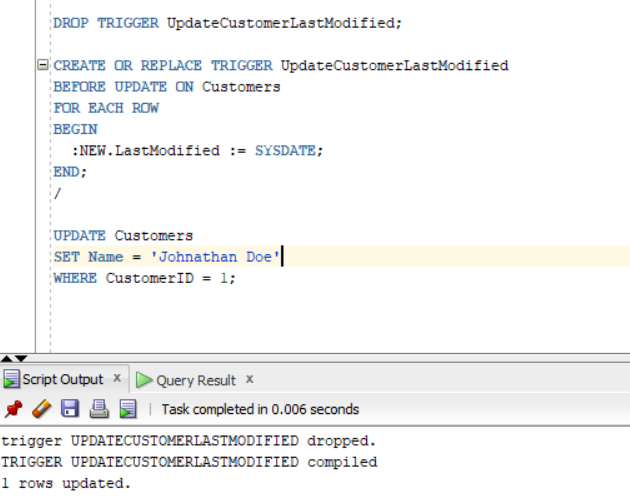 DROP TRIGGER UpdateCustomerLastModified;
CREATE OR REPLACE TRIGGER UpdateCustomerLastModified
BEFORE UPDATE ON Customers
FOR EACH ROW
BEGIN
  :NEW.LastModified := SYSDATE;
END;
/
UPDATE Customers
SET Name = 'Johnathan Doe'
WHERE CustomerID = 1;
Script Output x Query Result x
Task completed in 0.006 seconds
trigger UPDATECUSTOMERLASTMODIFIED dropped.
TRIGGER UPDATECUSTOMERLASTMODIFIED compiled
1 rows updated.